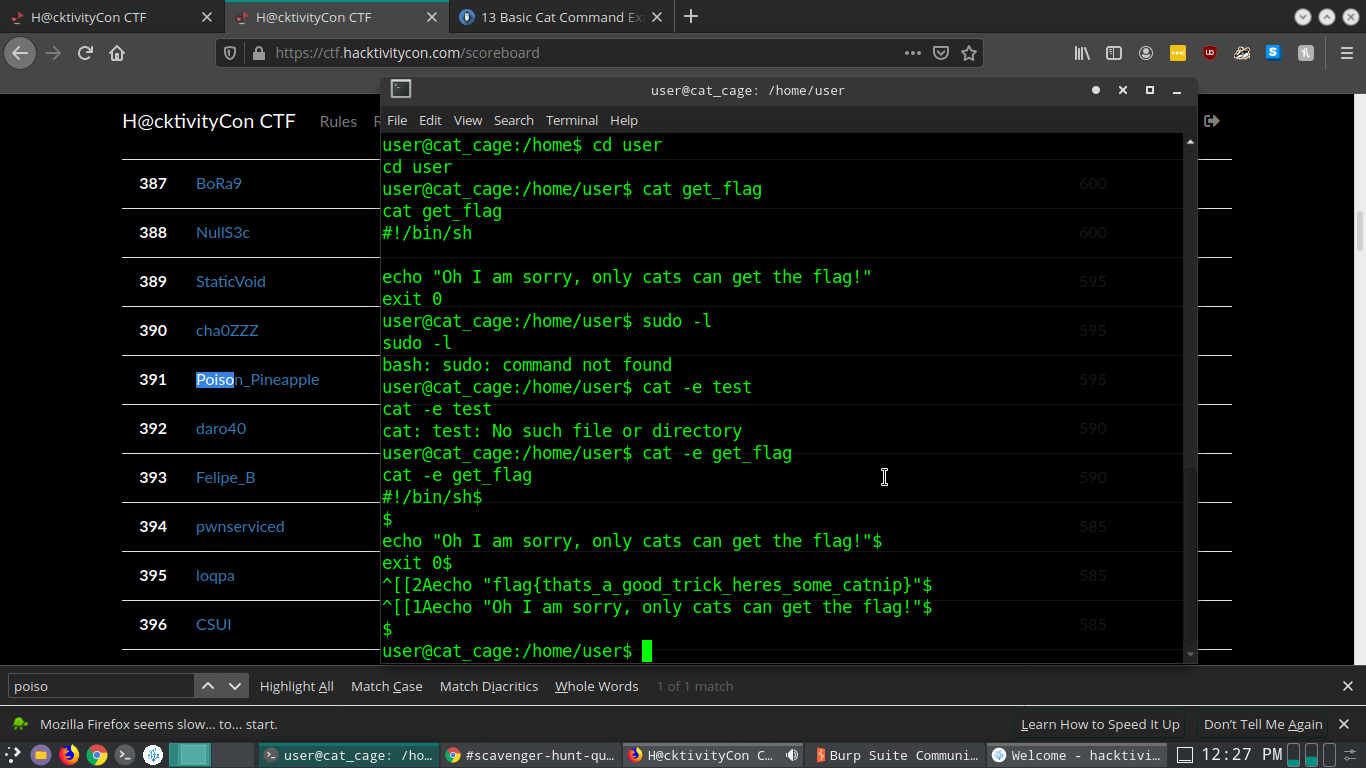 H@cktivityCon CTF
H@cktivityCon CTF
13 Basic Cat Command Ex
https://ctf.hacktivitycon.com/scoreboard
H@cktivityCon CTF Rules
user@cat_cage: /home/user
File Edit View Search Terminal Help
387 BoRa9 600
388 NullS3c 600
389 StaticVoid 595
390 cha0ZZZ 595
391 Poison_Pineapple 595
392 daro40 590
393 Felipe_B 590
394 pwnserviced 585
395 loqpa 585
396 CSUI 585
user@cat_cage:/home$ cd user
cd user
user@cat_cage:/home/user$ cat get_flag
cat get_flag
#!/bin/sh
echo "Oh I am sorry, only cats can get the flag!"
exit 0
user@cat_cage:/home/user$ sudo -l
sudo -l
bash: sudo: command not found
user@cat_cage:/home/user$ cat -e test
cat -e test
cat: test: No such file or directory
user@cat_cage:/home/user$ cat -e get_flag
cat -e get_flag
#!/bin/sh$
$
echo "Oh I am sorry, only cats can get the flag!"$
exit 0$
^[[2Aecho "flag{thats_a_good_trick_heres_some_catnip}"$
^[[1Aecho "Oh I am sorry, only cats can get the flag!"$
$
user@cat_cage:/home/user$
poiso Highlight All Match Case Match Diacritics Whole Words 1 of 1 match
Mozilla Firefox seems slow... to... start. Learn How to Speed It Up Don't Tell Me Again
user@cat_cage: /ho... #scavenger-hunt-qu... H@cktivityCon C... Burp Suite Communi... Welcome - hacktivi... 12:27 PM